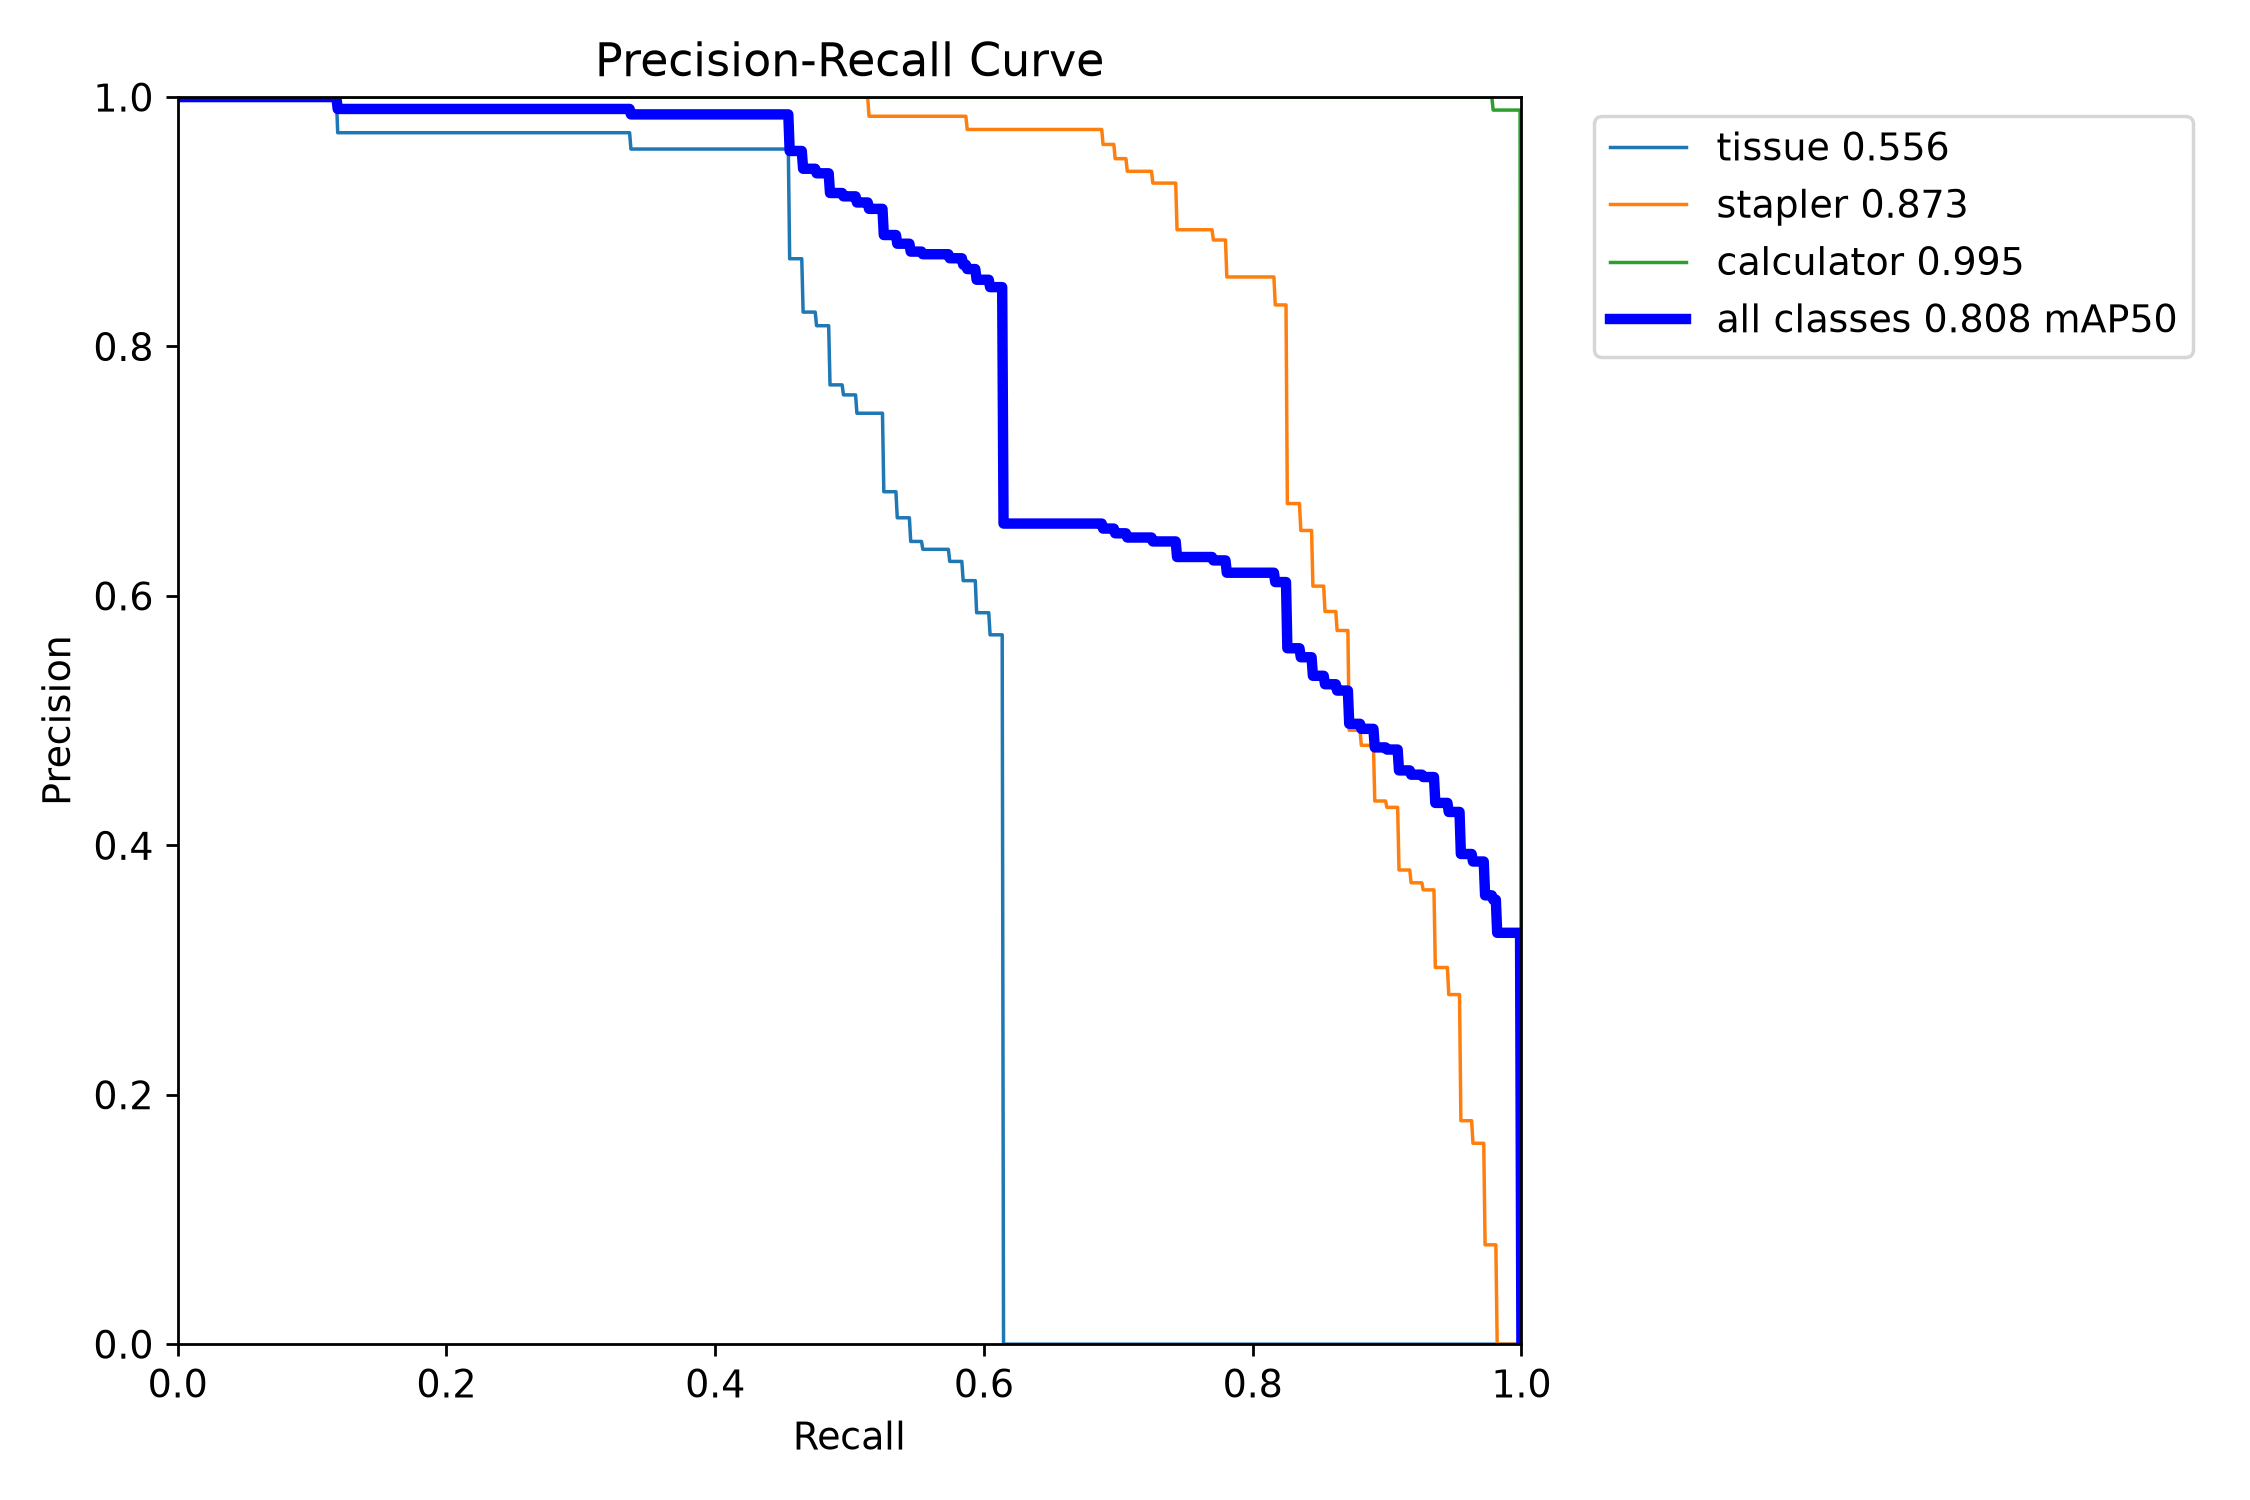 Precision-Recall Curve
1.0
0.8
0.6
0.4
0.2
0.0
Precision
0.0 0.2 0.4 0.6 0.8 1.0
Recall
tissue 0.556
stapler 0.873
calculator 0.995
all classes 0.808 mAP50